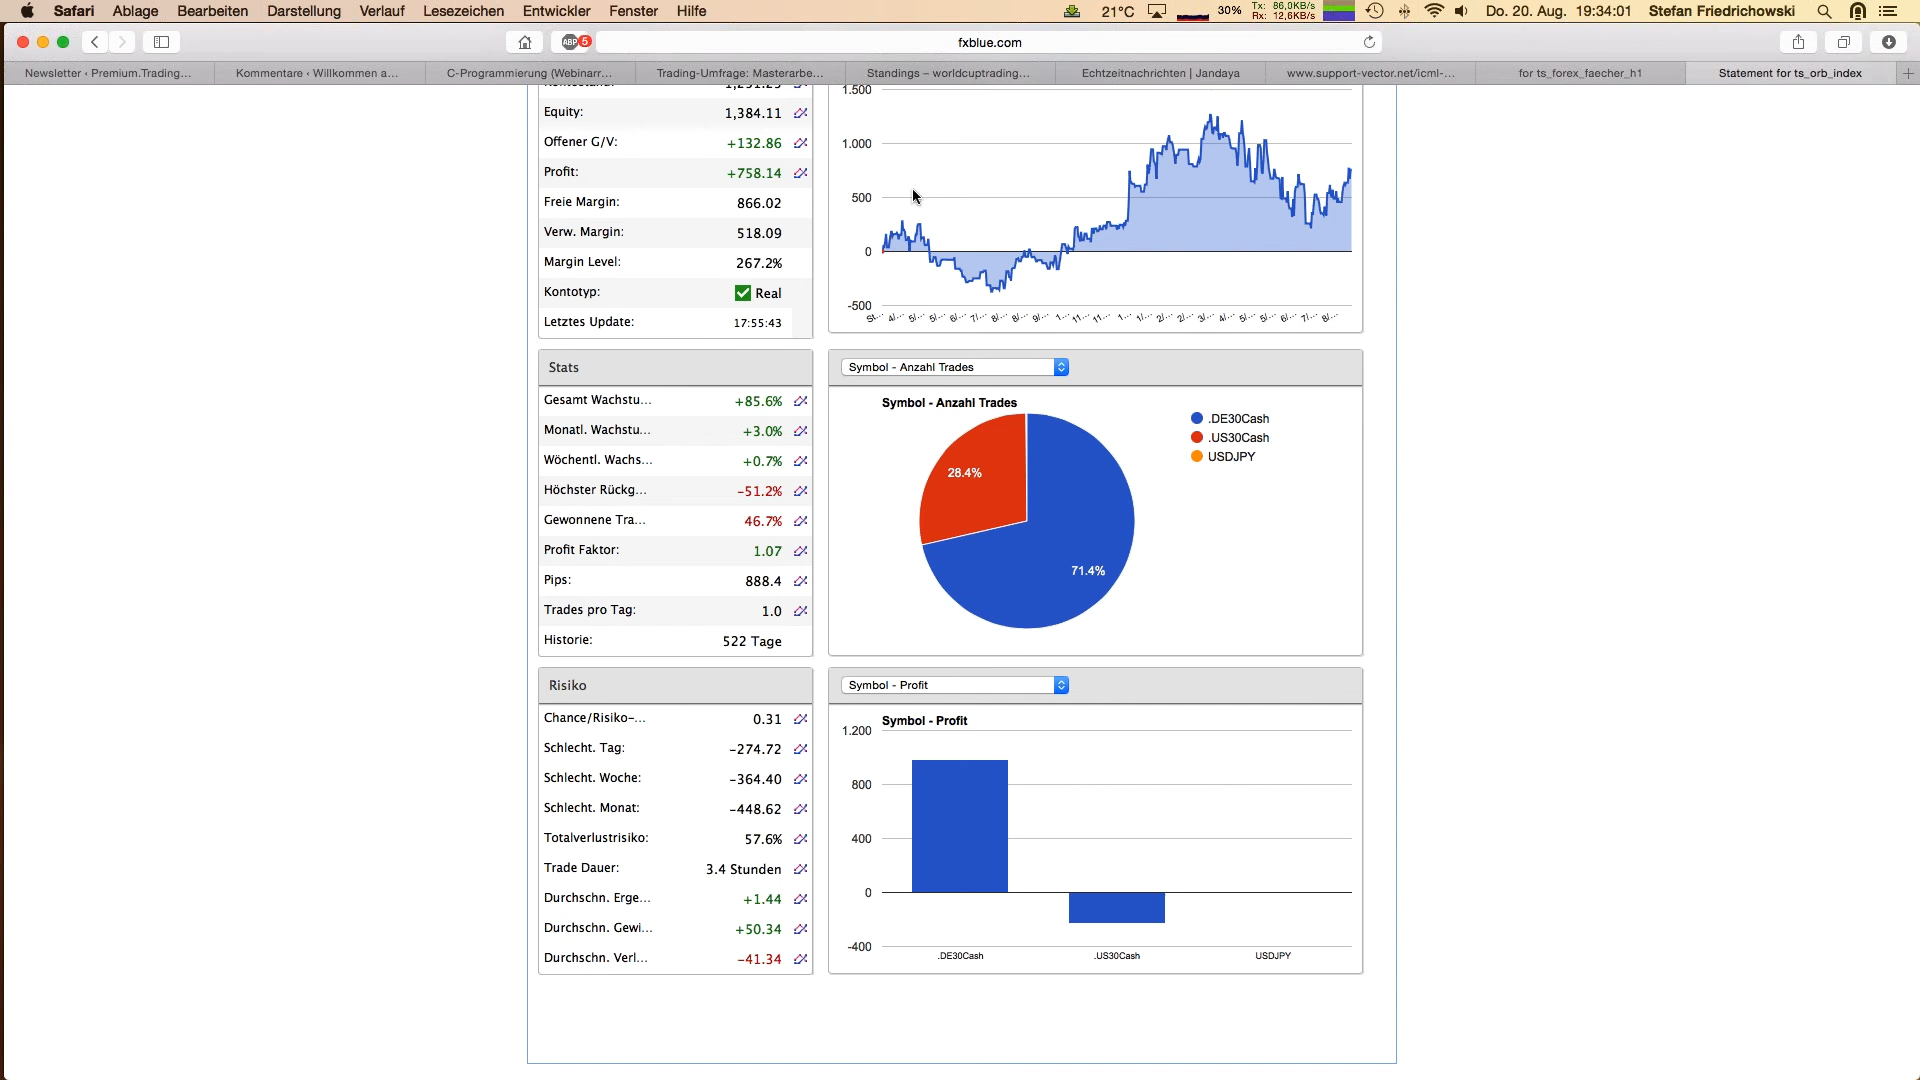 Safari Ablage Bearbeiten Darstellung Verlauf Lesezeichen Entwickler Fenster Hilfe 21°C 30% Tx: 86,0KB/s Do. 20. Aug. 19:34:01 Stefan Friedrichowski
Rx: 12,6KB/s
ABP 5 fxblue.com
Newsletter ‹ Premium.Trading... Kommentare ‹ Willkommen a... C-Programmierung (Webinarr... Trading-Umfrage: Masterarbe... Standings – worldcuptrading... Echtzeitnachrichten | Jandaya www.support-vector.net/icml-... for ts_forex_faecher_h1 Statement for ts_orb_index
Equity: 1,384.11
Offener G/V: +132.86
Profit: +758.14
Freie Margin: 866.02
Verw. Margin: 518.09
Margin Level: 267.2%
Kontotyp: Real
Letztes Update: 17:55:43
1.500
1.000
500
0
-500
Stats
Gesamt Wachstu... +85.6%
Monatl. Wachstu... +3.0%
Wöchentl. Wachs... +0.7%
Höchster Rückg... -51.2%
Gewonnene Tra... 46.7%
Profit Faktor: 1.07
Pips: 888.4
Trades pro Tag: 1.0
Historie: 522 Tage
Symbol - Anzahl Trades
Symbol - Anzahl Trades
28.4%
71.4%
.DE30Cash
.US30Cash
USDJPY
Risiko
Chance/Risiko-... 0.31
Schlecht. Tag: -274.72
Schlecht. Woche: -364.40
Schlecht. Monat: -448.62
Totalverlustrisiko: 57.6%
Trade Dauer: 3.4 Stunden
Durchschn. Erge... +1.44
Durchschn. Gewi... +50.34
Durchschn. Verl... -41.34
Symbol - Profit
Symbol - Profit
1.200
800
400
0
-400
.DE30Cash .US30Cash USDJPY